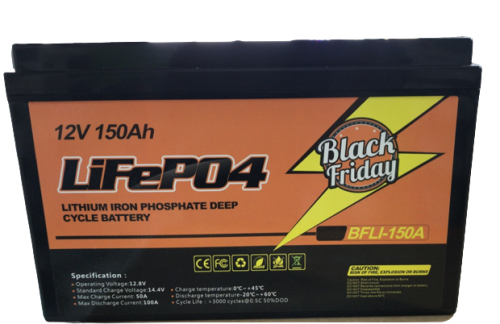 12V 150Ah
LiFePO4
LITHIUM IRON PHOSPHATE DEEP
CYCLE BATTERY
Black
Friday
BFLI-150A
Specification :
• Operating Voltage:12.8V
• Standard Charge Voltage:14.4V
• Max Charge Current: 50A
• Max Discharge Current: 100A
• Charge temperature:0℃~+45℃
• Discharge temperature:-20℃~+60℃
• Cycle Life : >3000 cycles@0.5C 50%DOD
CE FC
CAUTION:
RISK OF FIRE, EXPLOSION OR BURNS